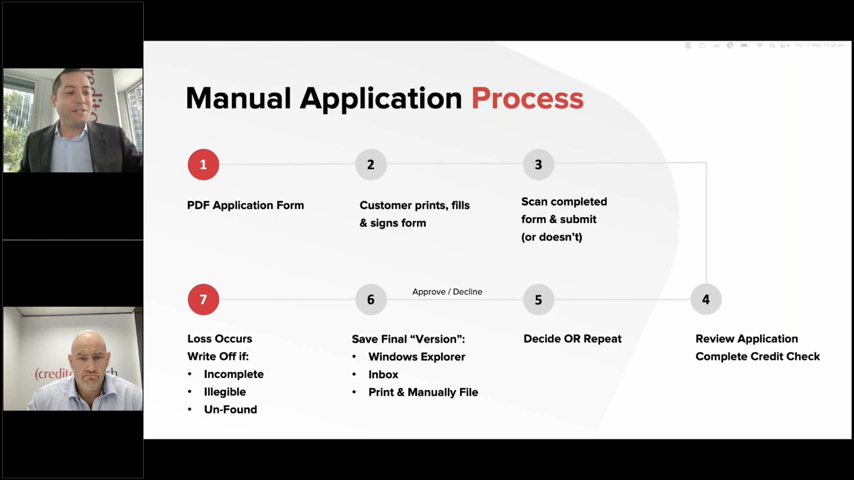 Manual Application Process
1
2
3
PDF Application Form
Customer prints, fills
& signs form
Scan completed
form & submit
(or doesn't)
7
6
Approve / Decline
5
4
Loss Occurs
Write Off if:
• Incomplete
• Illegible
• Un-Found
Save Final “Version”:
• Windows Explorer
• Inbox
• Print & Manually File
Decide OR Repeat
Review Application
Complete Credit Check